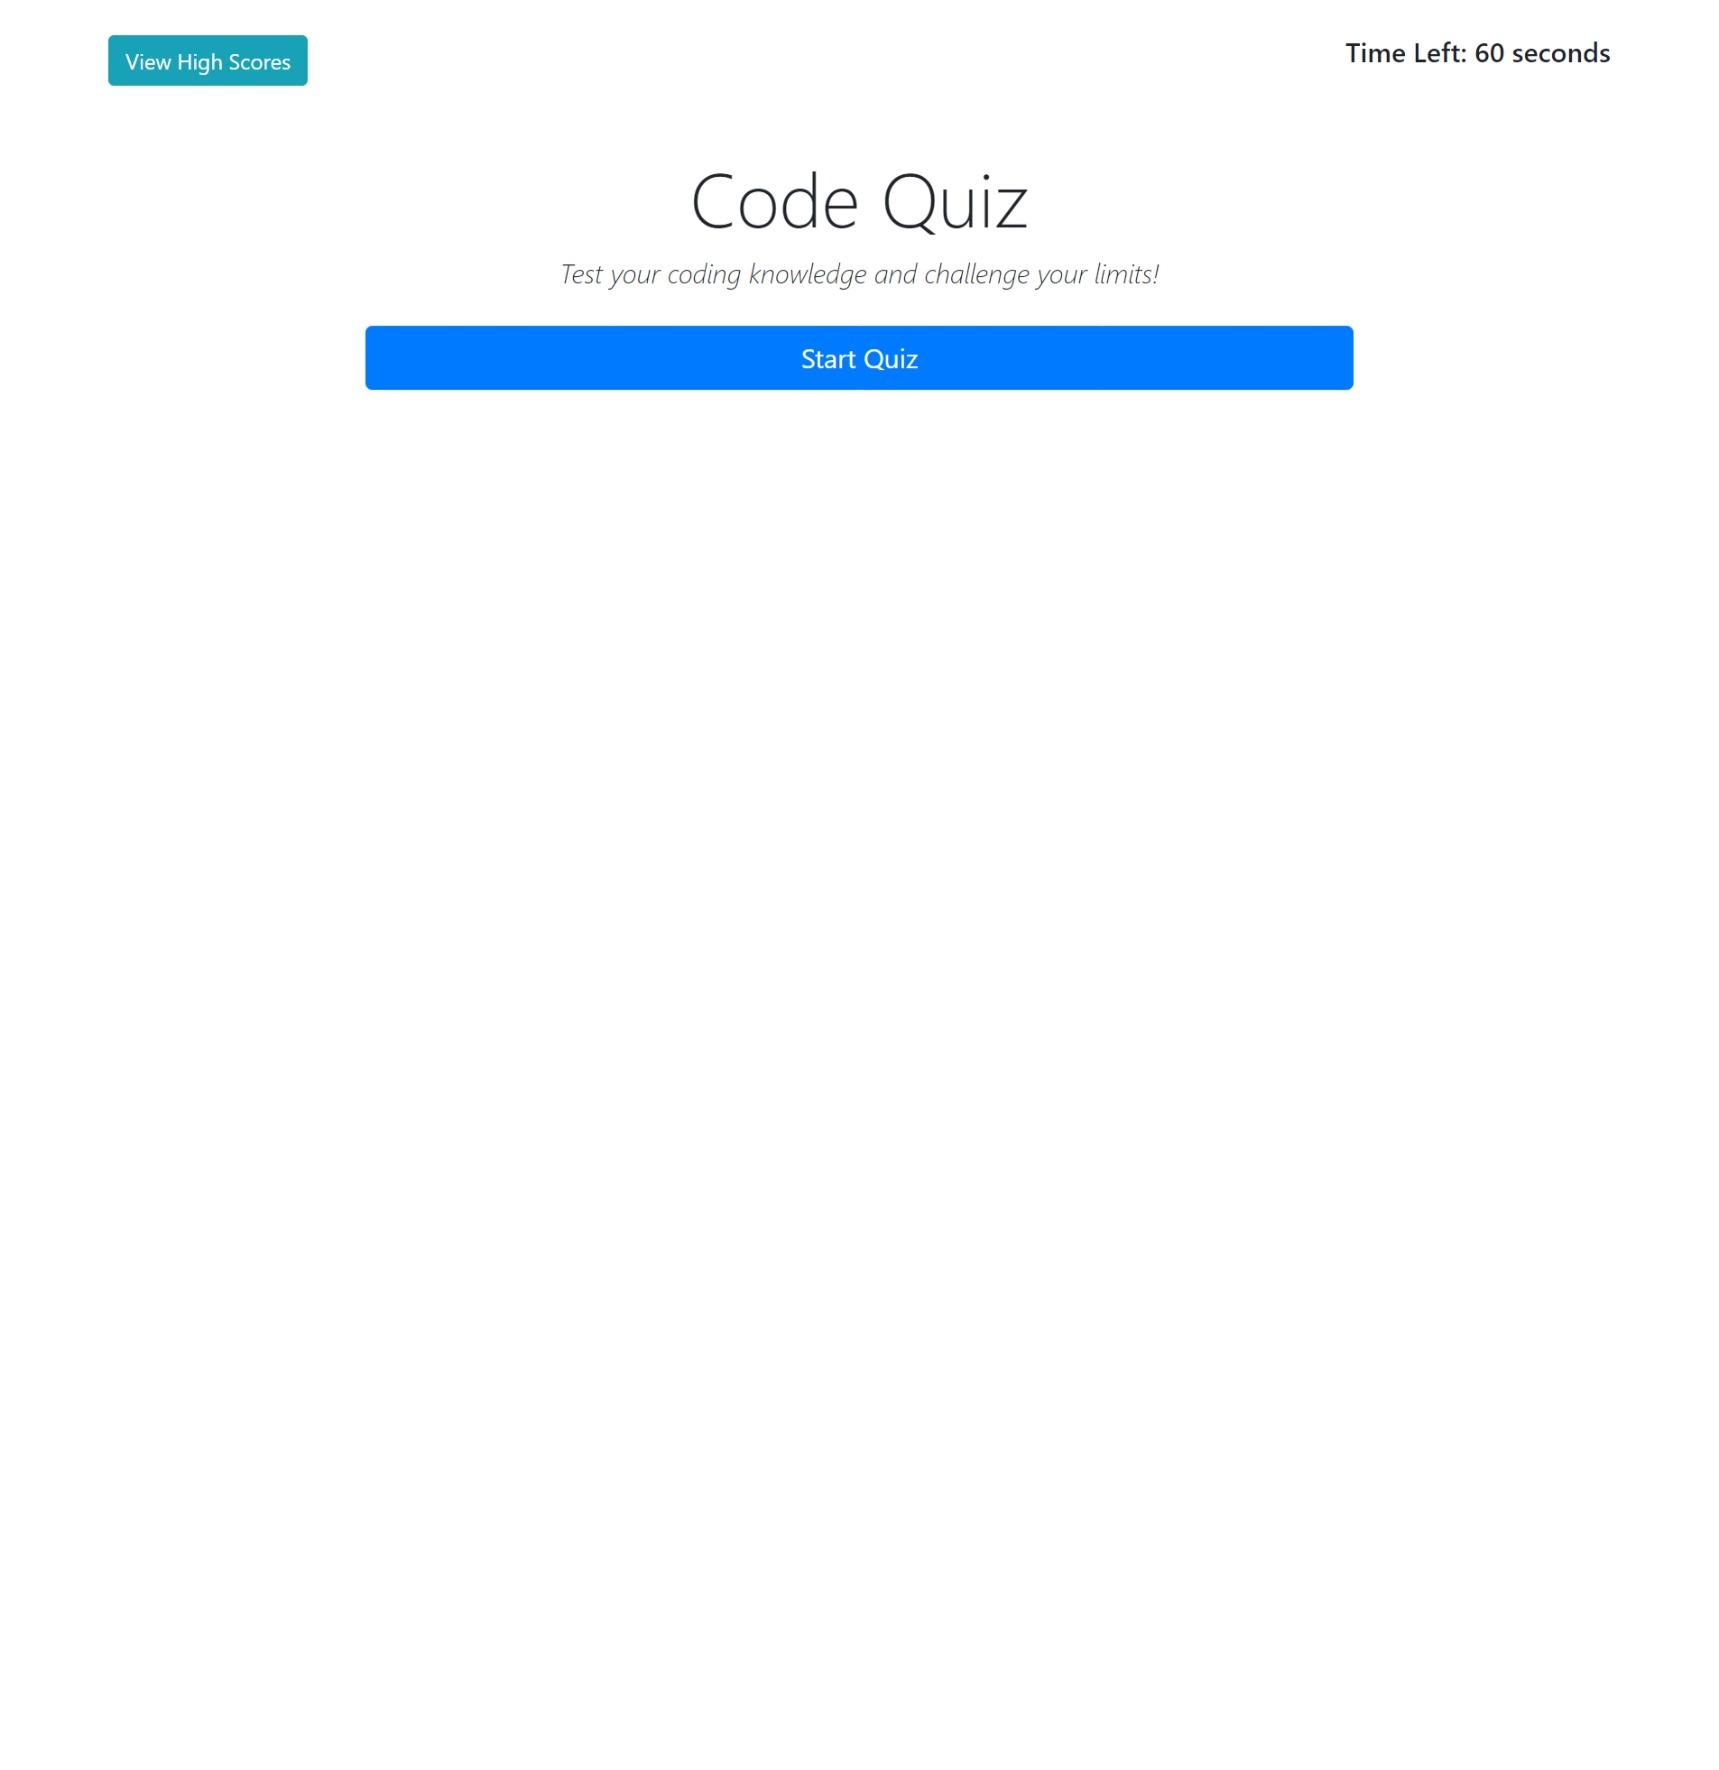 View High Scores
Time Left: 60 seconds
Code Quiz
Test your coding knowledge and challenge your limits!
Start Quiz